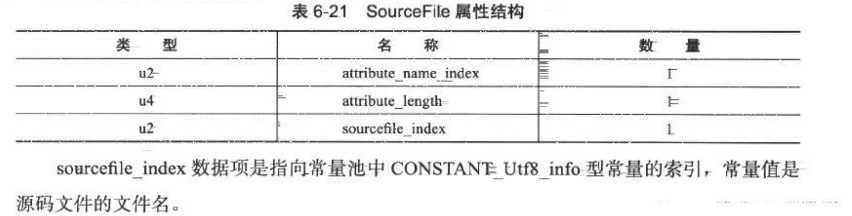 表 6-21 SourceFile 属性结构
类 型 名 称 数 量
u2 attribute_name_index 1
u4 attribute_length 1
u2 sourcefile_index 1
sourcefile_index 数据项是指向常量池中 CONSTANT_Utf8_info 型常量的索引，常量值是
源码文件的文件名。